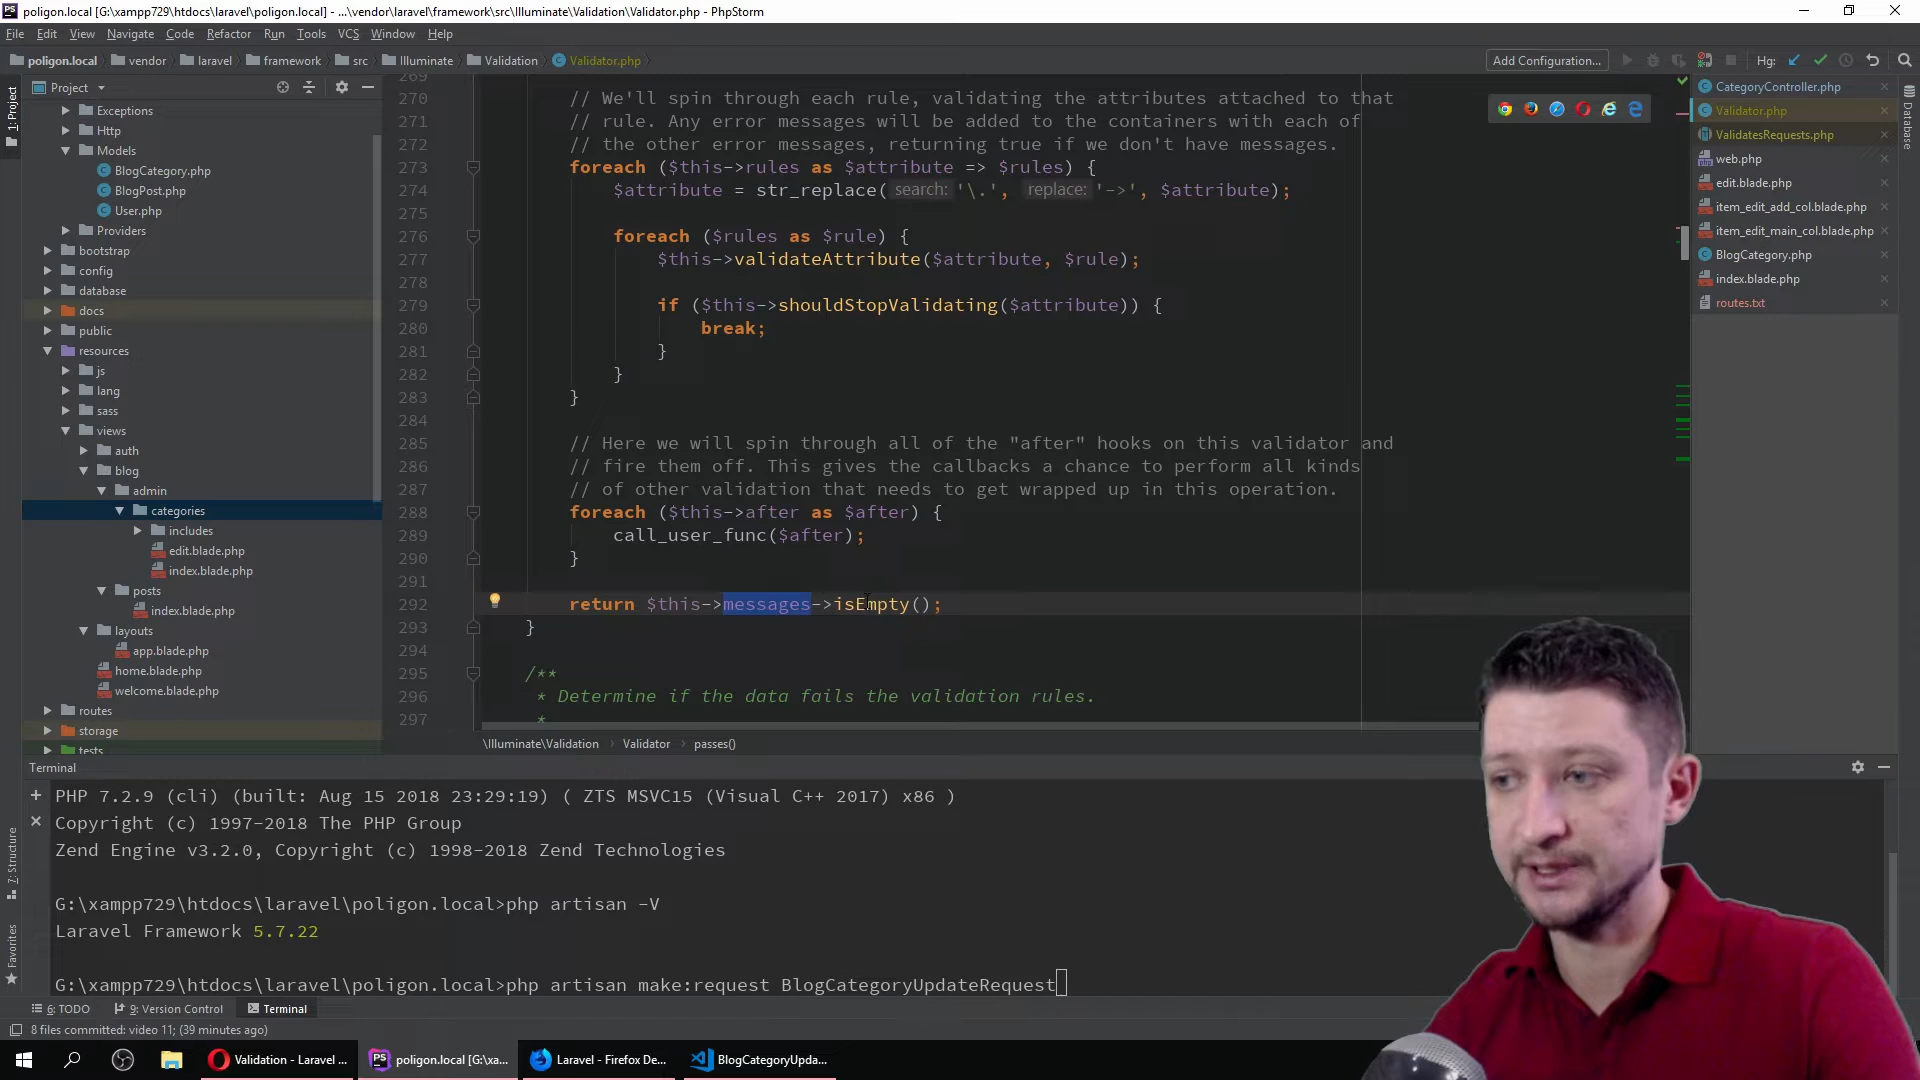 poligon.local [G:\xampp729\htdocs\laravel\poligon.local] - ...\vendor\laravel\framework\src\Illuminate\Validation\Validator.php - PhpStorm
File Edit View Navigate Code Refactor Run Tools VCS Window Help
poligon.local vendor laravel framework src Illuminate Validation Validator.php Add Configuration... Hg:
Project
1: Project
Exceptions
Http
Models
BlogCategory.php
BlogPost.php
User.php
Providers
bootstrap
config
database
docs
public
resources
js
lang
sass
views
auth
blog
admin
categories
includes
edit.blade.php
index.blade.php
posts
index.blade.php
layouts
app.blade.php
home.blade.php
welcome.blade.php
routes
storage
tests
269
270 // We'll spin through each rule, validating the attributes attached to that
271 // rule. Any error messages will be added to the containers with each of
272 // the other error messages, returning true if we don't have messages.
273 foreach ($this->rules as $attribute => $rules) {
274 $attribute = str_replace( search: '\.', replace: '->', $attribute);
275
276 foreach ($rules as $rule) {
277 $this->validateAttribute($attribute, $rule);
278
279 if ($this->shouldStopValidating($attribute)) {
280 break;
281 }
282 }
283 }
284
285 // Here we will spin through all of the "after" hooks on this validator and
286 // fire them off. This gives the callbacks a chance to perform all kinds
287 // of other validation that needs to get wrapped up in this operation.
288 foreach ($this->after as $after) {
289 call_user_func($after);
290 }
291
292 return $this->messages->isEmpty();
293 }
294
295 /**
296 * Determine if the data fails the validation rules.
297 *
\Illuminate\Validation Validator passes()
CategoryController.php
Validator.php
ValidatesRequests.php
web.php
edit.blade.php
item_edit_add_col.blade.php
item_edit_main_col.blade.php
BlogCategory.php
index.blade.php
routes.txt
Database
Terminal
PHP 7.2.9 (cli) (built: Aug 15 2018 23:29:19) ( ZTS MSVC15 (Visual C++ 2017) x86 )
Copyright (c) 1997-2018 The PHP Group
Zend Engine v3.2.0, Copyright (c) 1998-2018 Zend Technologies
G:\xampp729\htdocs\laravel\poligon.local>php artisan -V
Laravel Framework 5.7.22
G:\xampp729\htdocs\laravel\poligon.local>php artisan make:request BlogCategoryUpdateRequest
7: Structure
Favorites
6: TODO 9: Version Control Terminal
8 files committed: video 11; (39 minutes ago)
Validation - Laravel ... poligon.local [G:\xa... Laravel - Firefox De... BlogCategoryUpda...